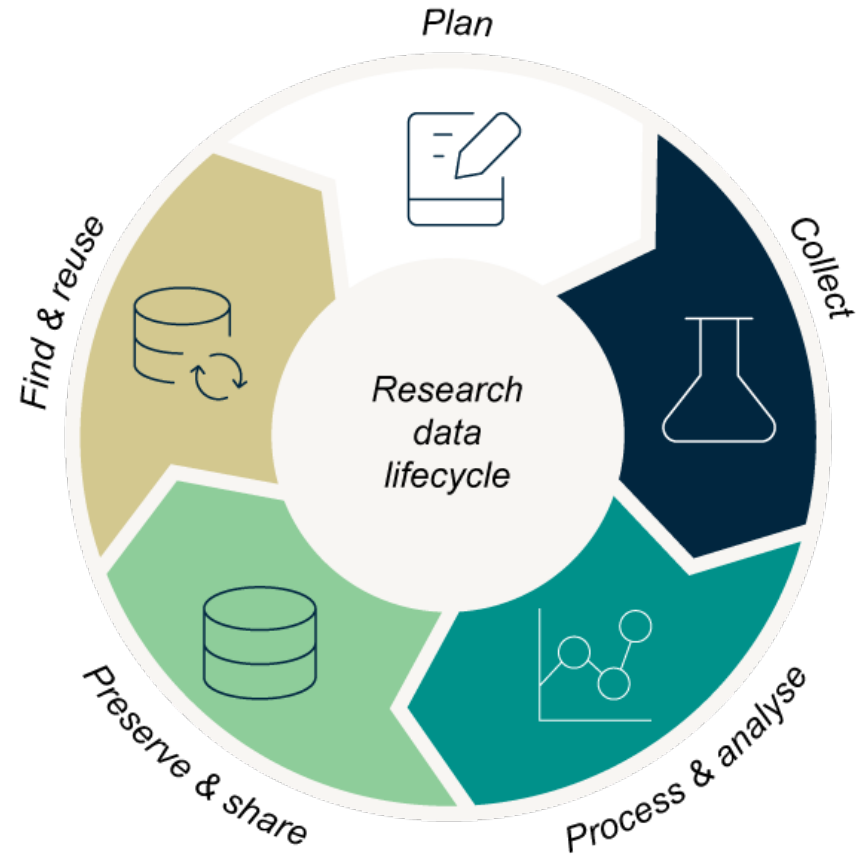 Plan
Collect
Process & analyse
Preserve & share
Find & reuse
Research
data
lifecycle